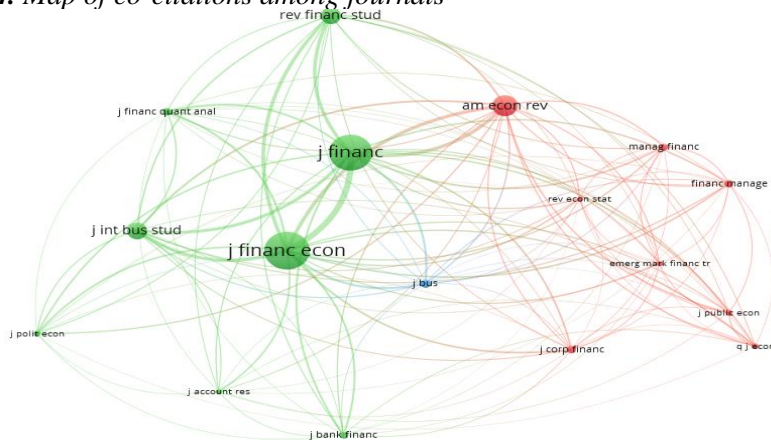 Map of co-citations among journals
rev financ stud
am econ rev
j financ quant anal
j financ
manag financ
financ manage
rev econ stat
j int bus stud
j financ econ
emerg mark financ tr
j bus
j public econ
j polit econ
q j econ
j corp financ
j account res
j bank financ